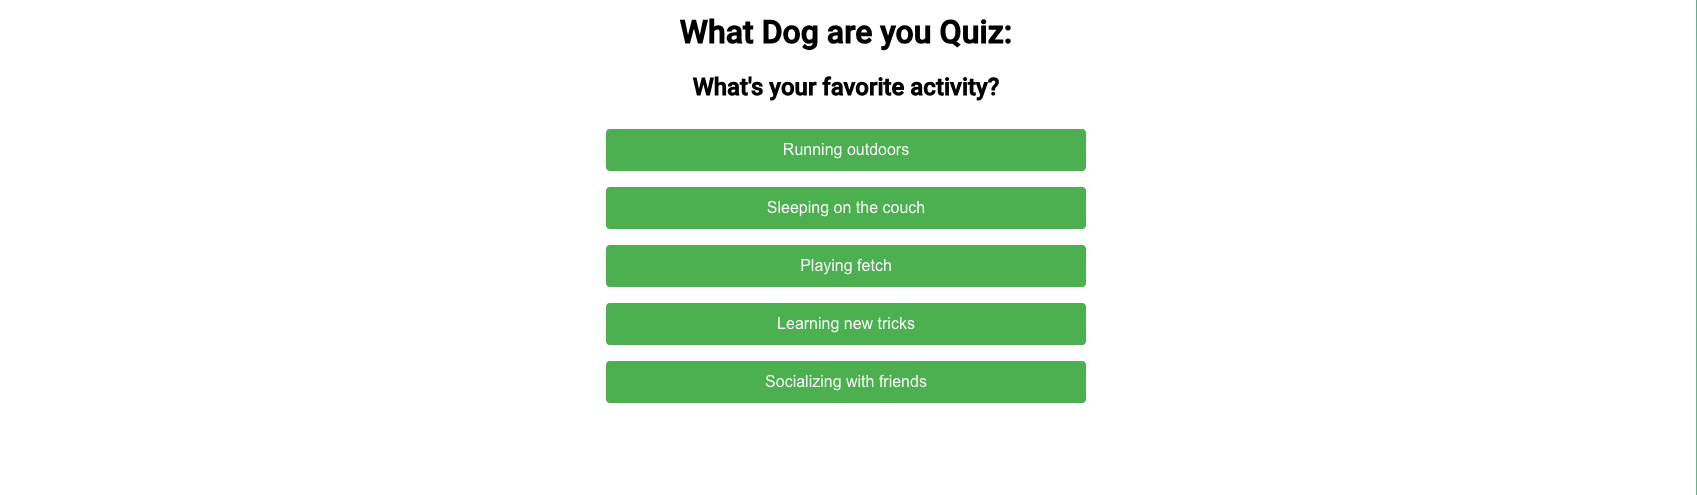 What Dog are you Quiz:
What's your favorite activity?
Running outdoors
Sleeping on the couch
Playing fetch
Learning new tricks
Socializing with friends